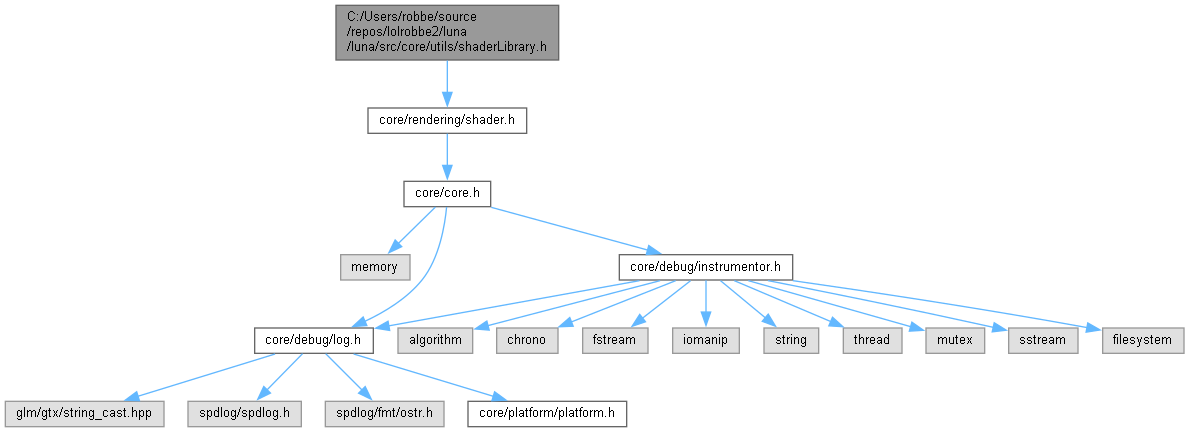 C:/Users/robbe/source
/repos/lolrobbe2/luna
/luna/src/core/utils/shaderLibrary.h
core/rendering/shader.h
core/core.h
memory
core/debug/instrumentor.h
core/debug/log.h
algorithm
chrono
fstream
iomanip
string
thread
mutex
sstream
filesystem
glm/gtx/string_cast.hpp
spdlog/spdlog.h
spdlog/fmt/ostr.h
core/platform/platform.h